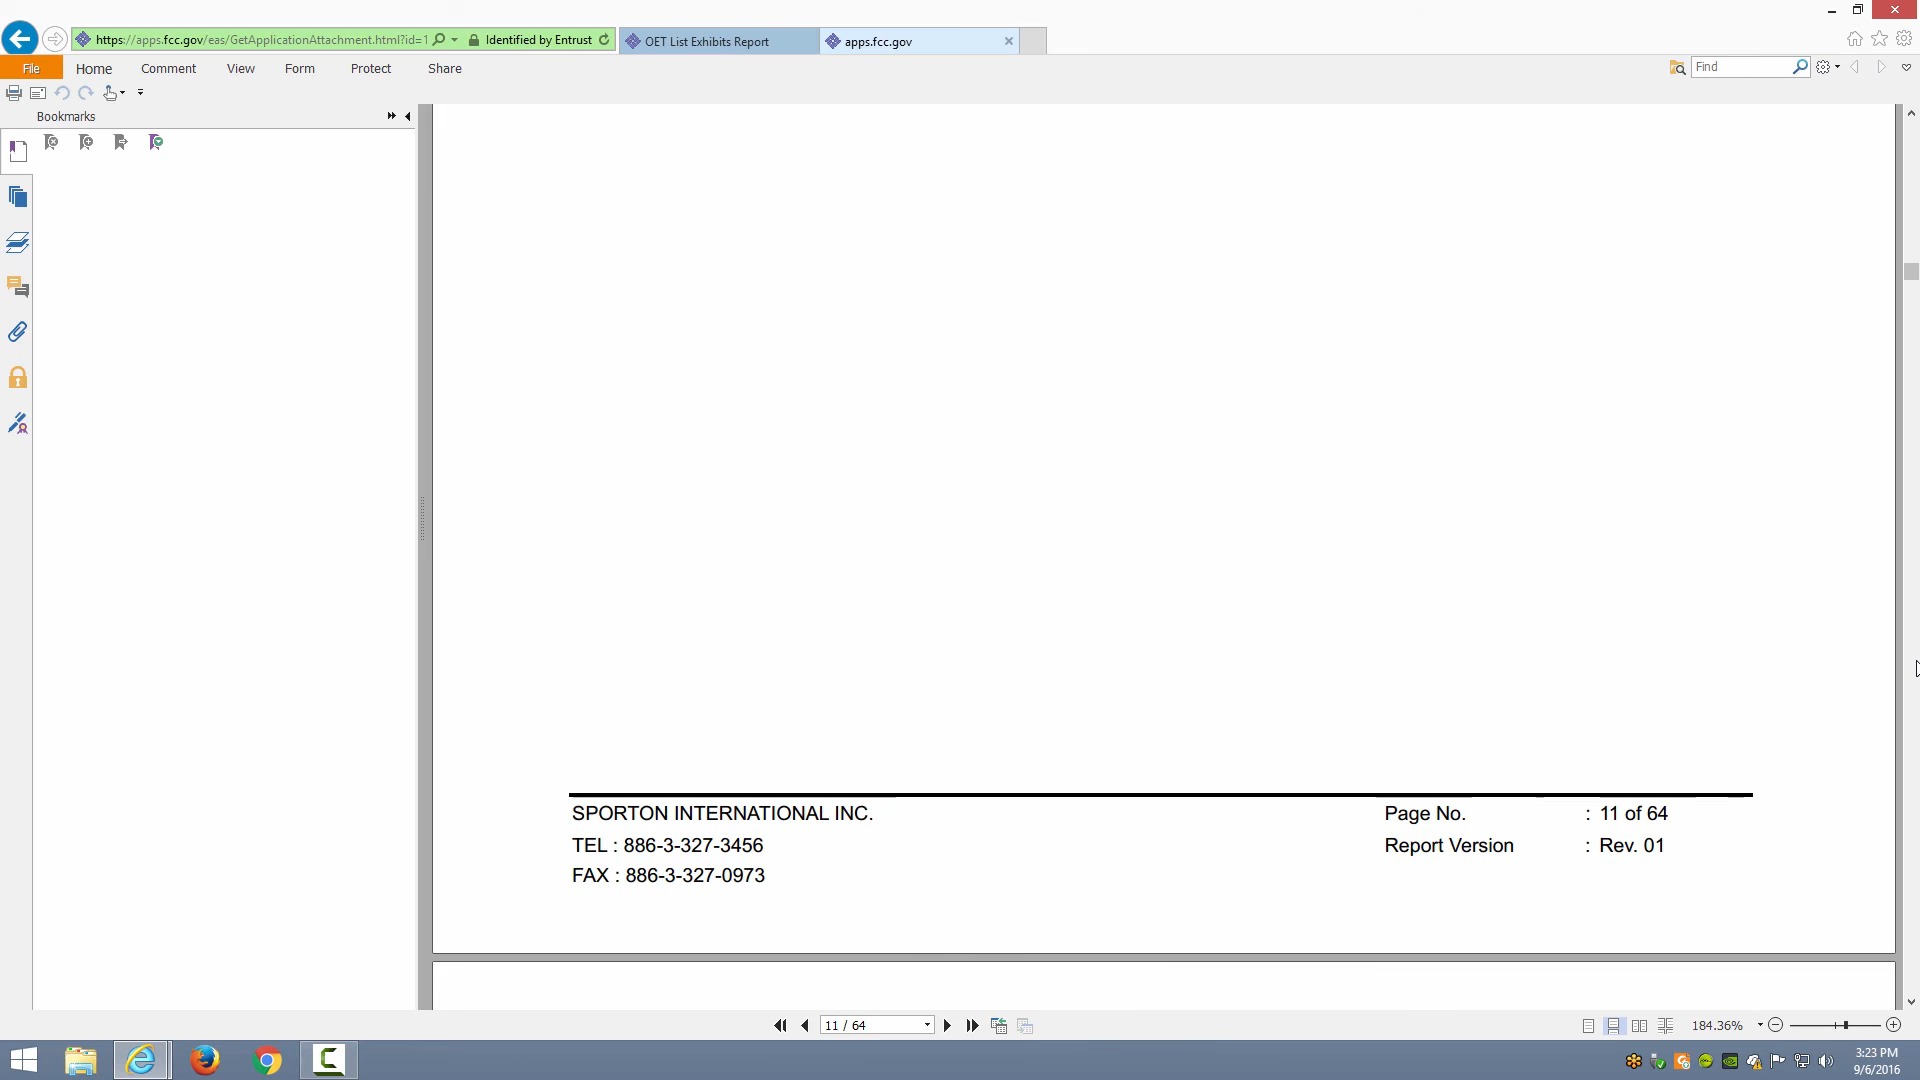 https://apps.fcc.gov/eas/GetApplicationAttachment.html?id=1
Identified by Entrust
OET List Exhibits Report
apps.fcc.gov
File
Home
Comment
View
Form
Protect
Share
Find
Bookmarks
SPORTON INTERNATIONAL INC.
Page No. : 11 of 64
TEL : 886-3-327-3456
Report Version : Rev. 01
FAX : 886-3-327-0973
11 / 64
184.36%
3:23 PM
9/6/2016